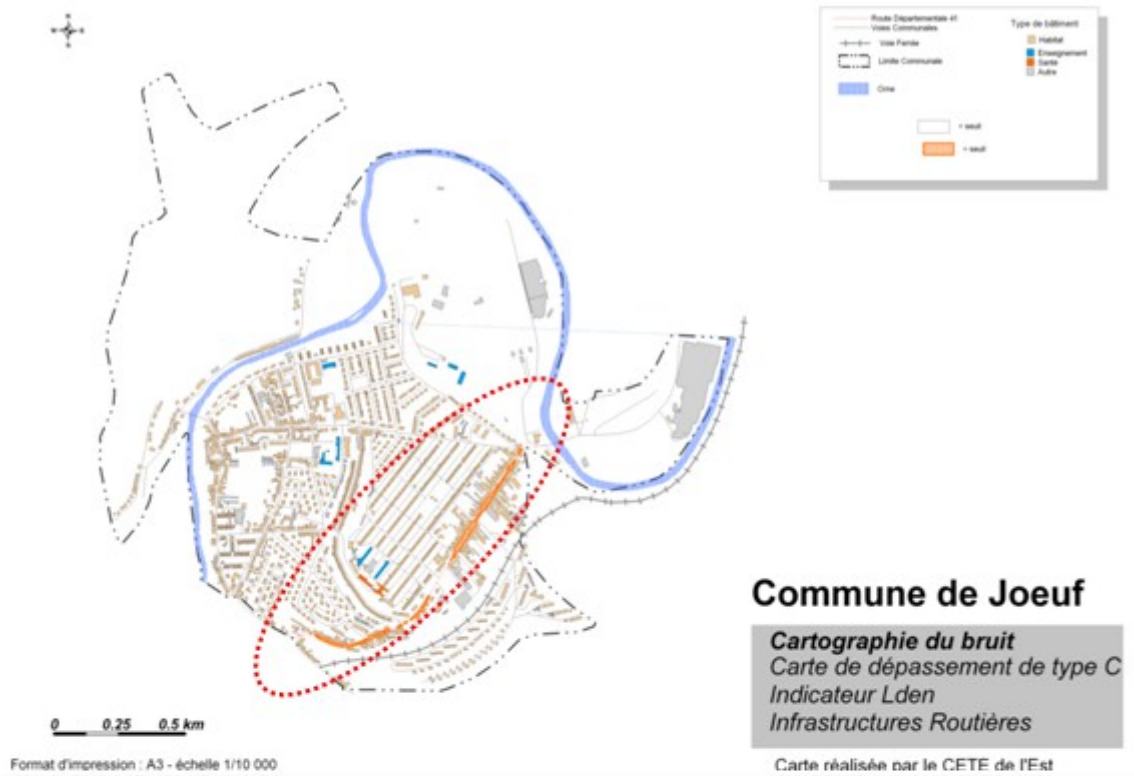 Route Départementale 41
Voies Communales
Voie Ferrée
Limite Communale
Orne
Type de bâtiment
Habitat
Enseignement
Santé
Autre
< seuil
> seuil
Commune de Joeuf
Cartographie du bruit
Carte de dépassement de type C
Indicateur Lden
Infrastructures Routières
0 0.25 0.5 km
Format d'impression : A3 - échelle 1/10 000
Carte réalisée par le CETE de l'Est